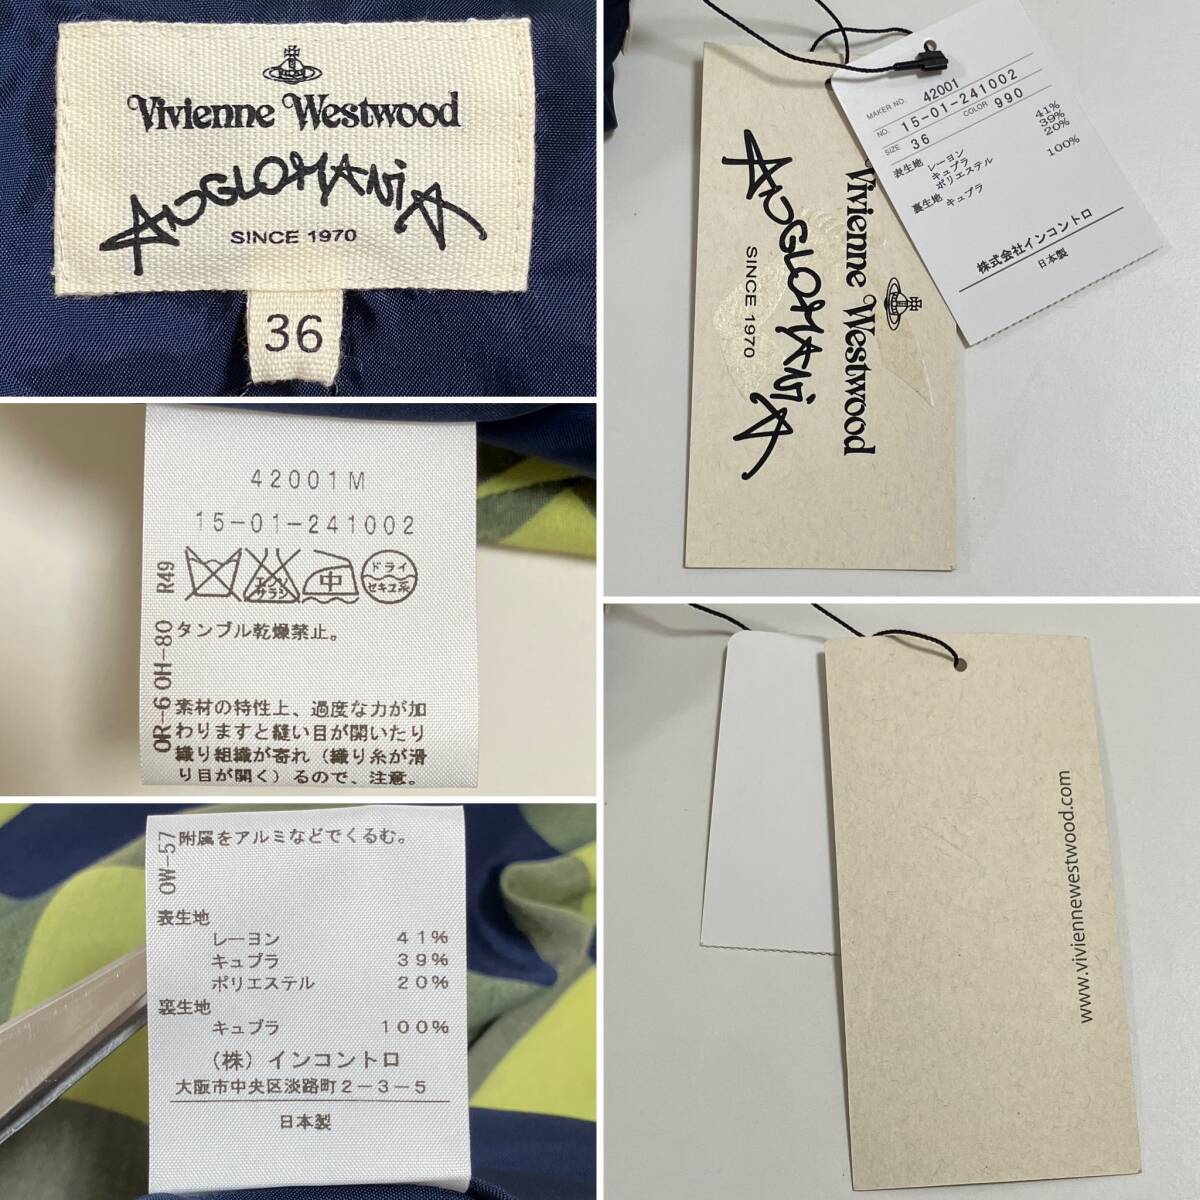 Vivienne Westwood
ANGLOMANiA
SINCE 1970
36
42001M
15-01-241002
エンソ
サラシ
中
ドライ
セキユ系
タンブル乾燥禁止。
素材の特性上、過度な力が加
わりますと縫い目が開いたり
織り組織が寄れ（織り糸が滑
り目が開く）るので、注意。
OR-6 OH-80 R49
附属をアルミなどでくるむ。
OW-57
表生地
レーヨン 41%
キュプラ 39%
ポリエステル 20%
裏生地
キュプラ 100%
（株）インコントロ
大阪市中央区淡路町2-3-5
日本製
Vivienne Westwood
ANGLOMANiA
SINCE 1970
MAKER NO. 42001
NO. 15-01-241002
SIZE 36 COLOR 990
表生地 レーヨン 41%
キュプラ 39%
ポリエステル 20%
裏生地 キュプラ 100%
株式会社インコントロ
日本製
www.viviennewestwood.com